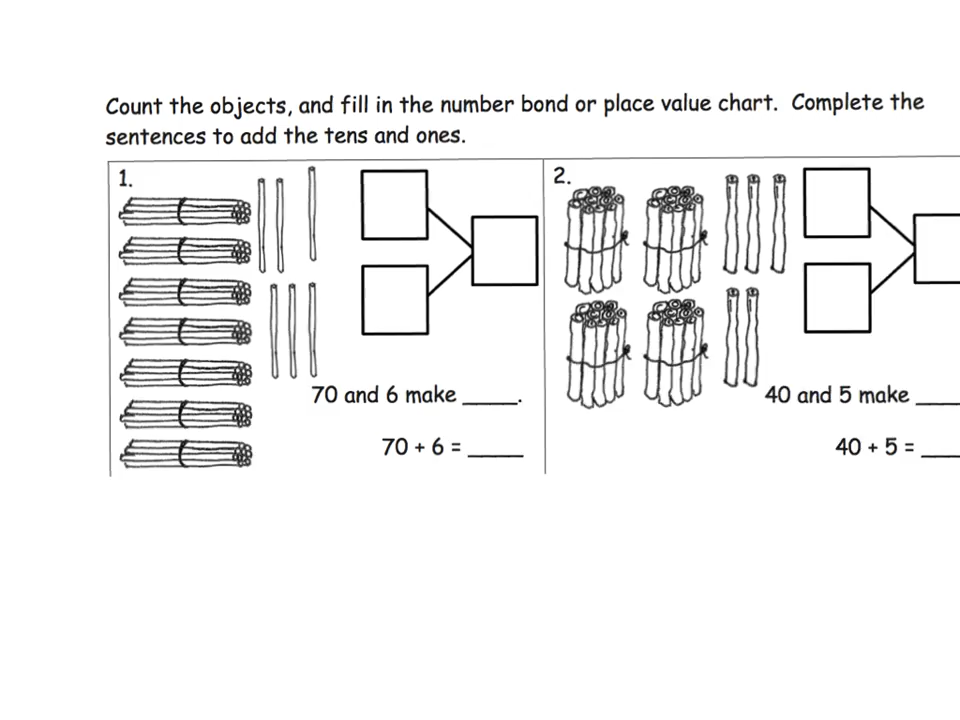 Count the objects, and fill in the number bond or place value chart. Complete the
sentences to add the tens and ones.
1.
70 and 6 make _____.
70 + 6 = _____
2.
40 and 5 make ____
40 + 5 = ____